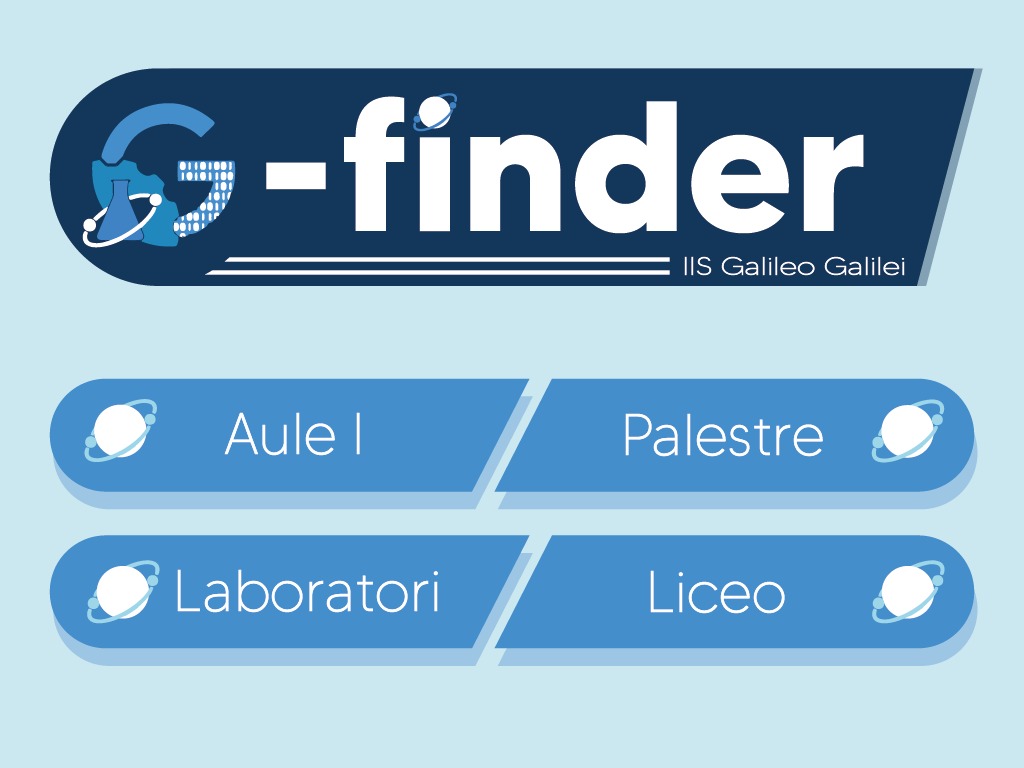 G-finder
IIS Galileo Galilei
Aule I
Palestre
Laboratori
Liceo